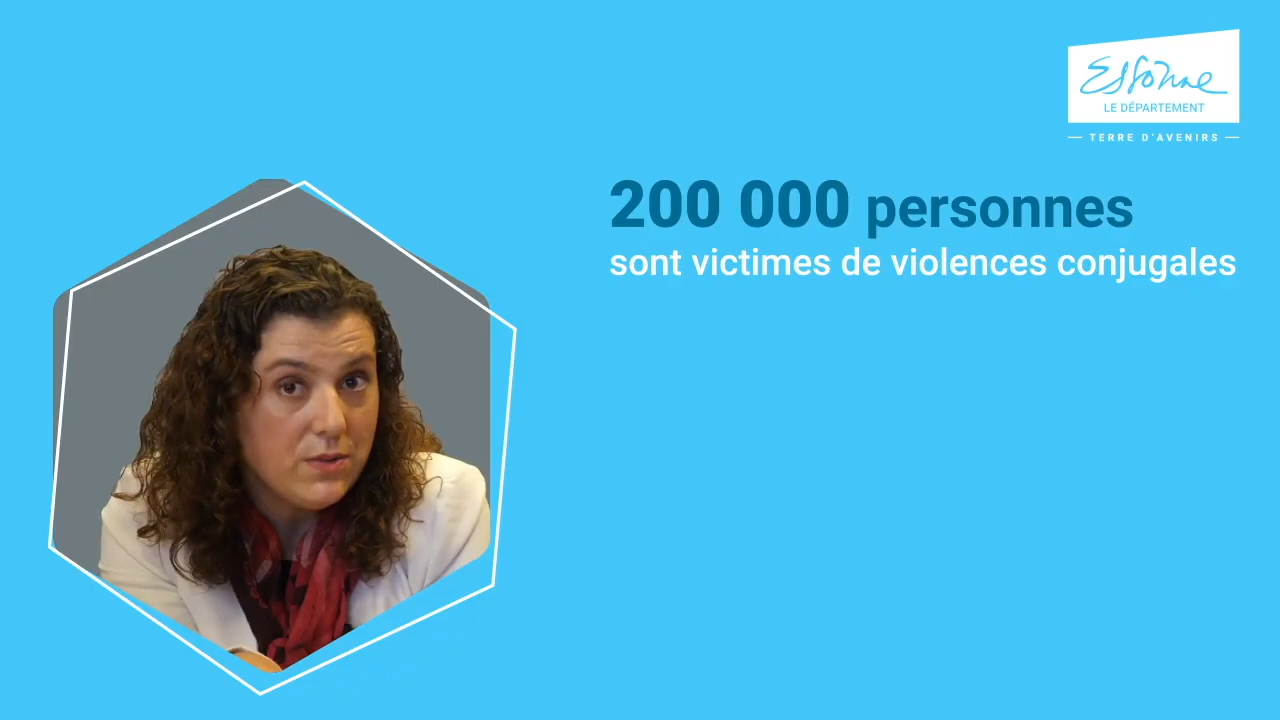 Essonne
LE DÉPARTEMENT
TERRE D'AVENIRS
200 000 personnes
sont victimes de violences conjugales